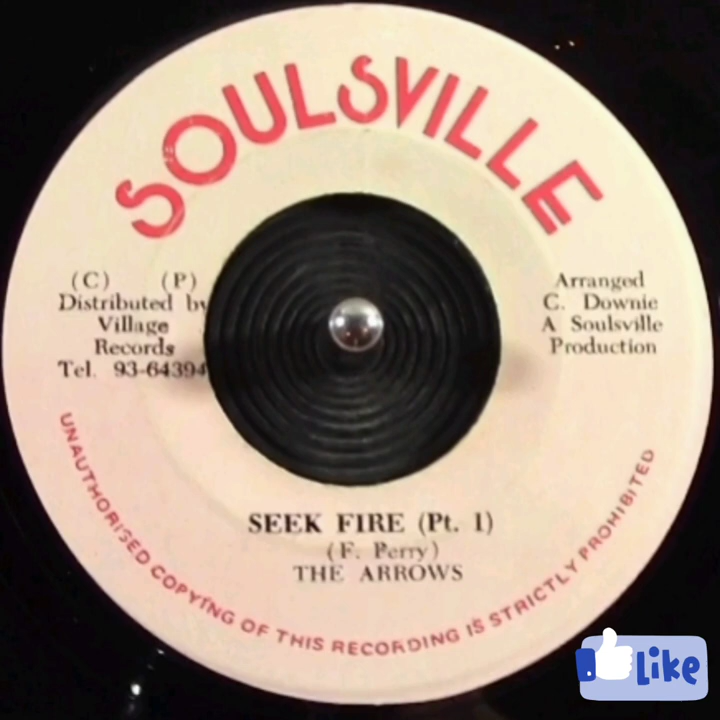 SOULSVILLE
(C) (P)
Distributed by
Village
Records
Tel. 93-64394
Arranged
C. Downie
A Soulsville
Production
SEEK FIRE (Pt. 1)
(F. Perry)
THE ARROWS
UNAUTHORISED COPYING OF THIS RECORDING IS STRICTLY PROHIBITED
Like